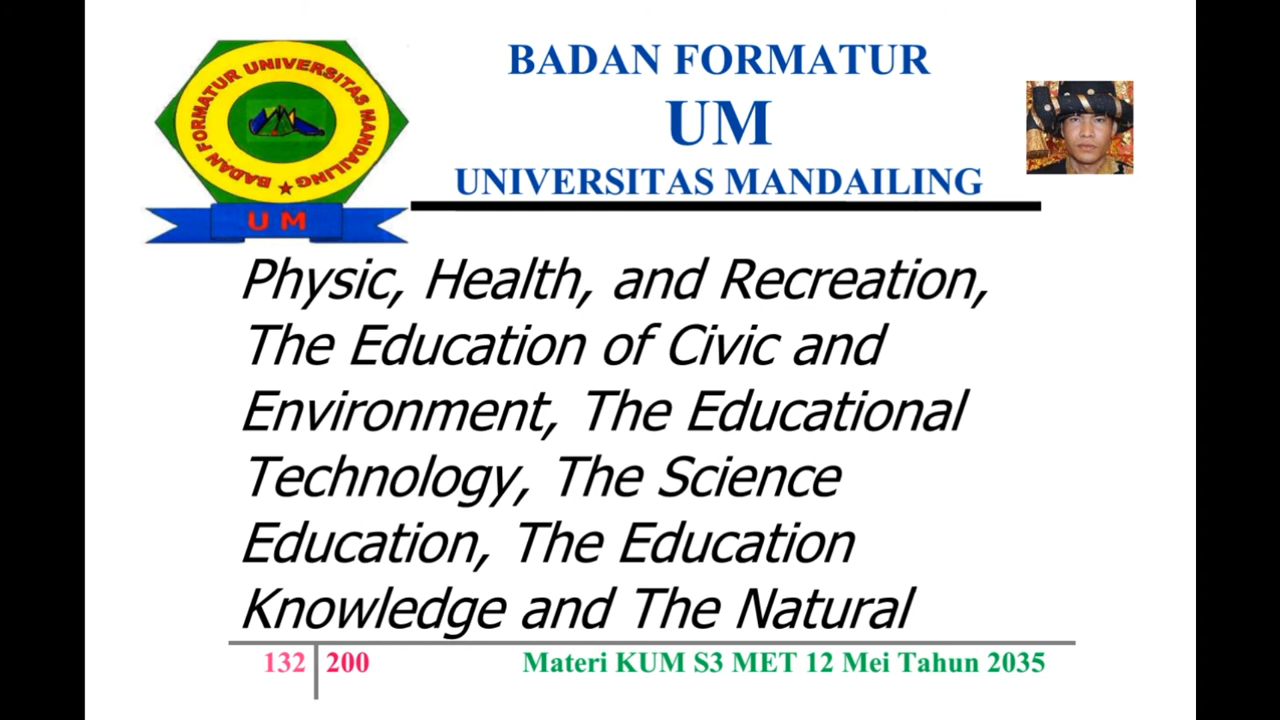 BADAN FORMATUR UNIVERSITAS MANDAILING
BADAN FORMATUR
UM
UNIVERSITAS MANDAILING
U M
Physic, Health, and Recreation,
The Education of Civic and
Environment, The Educational
Technology, The Science
Education, The Education
Knowledge and The Natural
132 200
Materi KUM S3 MET 12 Mei Tahun 2035